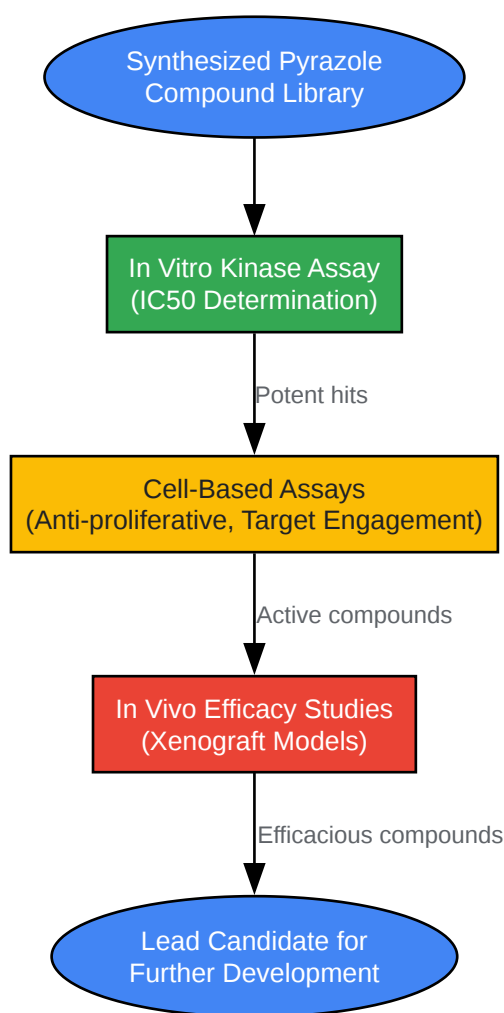 Synthesized Pyrazole
Compound Library
In Vitro Kinase Assay
(IC50 Determination)
Potent hits
Cell-Based Assays
(Anti-proliferative, Target Engagement)
Active compounds
In Vivo Efficacy Studies
(Xenograft Models)
Efficacious compounds
Lead Candidate for
Further Development